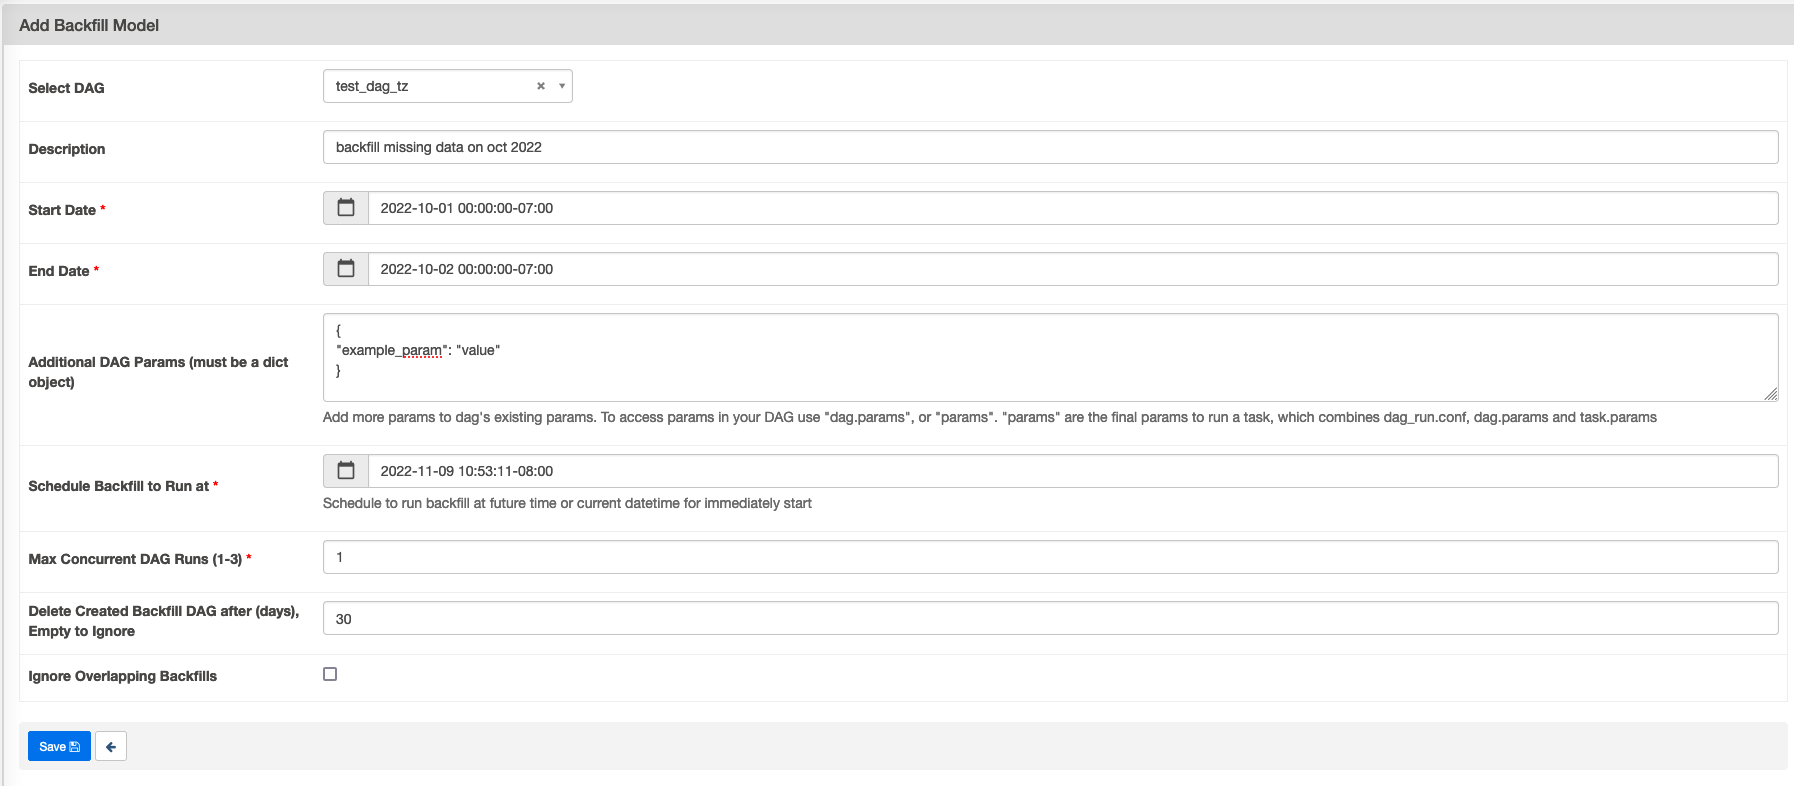 Add Backfill Model
Select DAG
test_dag_tz
Description
backfill missing data on oct 2022
Start Date *
2022-10-01 00:00:00-07:00
End Date *
2022-10-02 00:00:00-07:00
Additional DAG Params (must be a dict
object)
{
"example_param": "value"
}
Add more params to dag's existing params. To access params in your DAG use "dag.params", or "params". "params" are the final params to run a task, which combines dag_run.conf, dag.params and task.params
Schedule Backfill to Run at *
2022-11-09 10:53:11-08:00
Schedule to run backfill at future time or current datetime for immediately start
Max Concurrent DAG Runs (1-3) *
1
Delete Created Backfill DAG after (days),
Empty to Ignore
30
Ignore Overlapping Backfills
Save